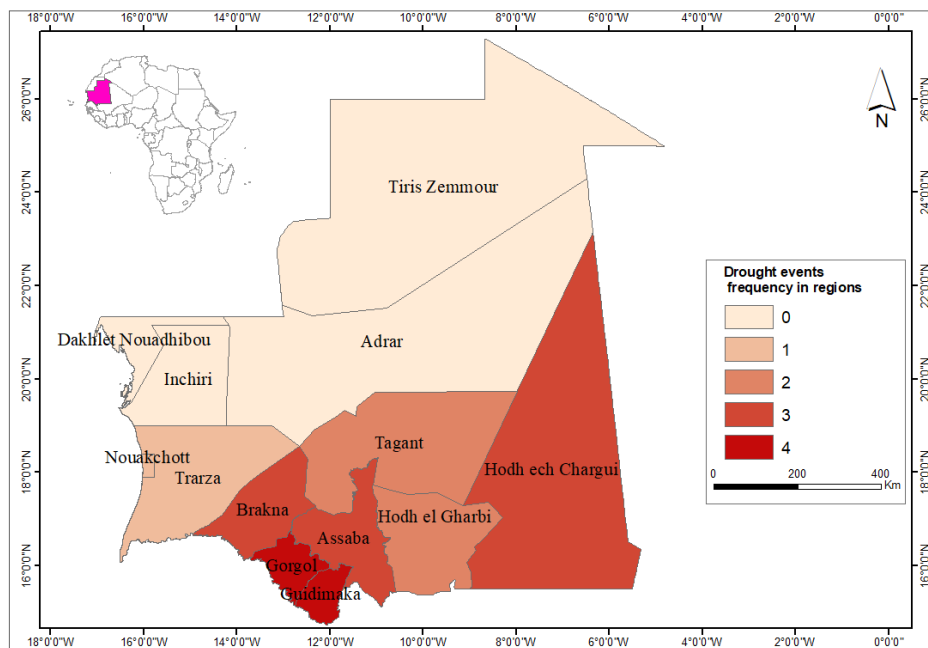 18°0'0"W 16°0'0"W 14°0'0"W 12°0'0"W 10°0'0"W 8°0'0"W 6°0'0"W 4°0'0"W 2°0'0"W 0°0'0"
26°0'0"N 26°0'0"N
N
24°0'0"N 24°0'0"N
Tiris Zemmour
22°0'0"N 22°0'0"N
Drought events
frequency in regions
0
1
2
3
4
Dakhlet Nouadhibou
Adrar
Inchiri
20°0'0"N 20°0'0"N
Tagant
Nouakchott
Hodh ech Chargui
Trarza
18°0'0"N 18°0'0"N
0 200 400
Km
Brakna
Hodh el Gharbi
Assaba
16°0'0"N 16°0'0"N
Gorgol
Guidimaka
18°0'0"W 16°0'0"W 14°0'0"W 12°0'0"W 10°0'0"W 8°0'0"W 6°0'0"W 4°0'0"W 2°0'0"W 0°0'0"